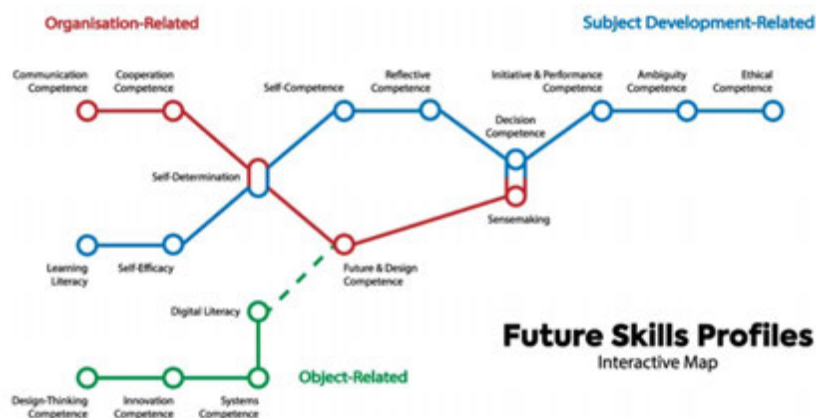 Organisation-Related
Subject Development-Related
Communication
Competence
Cooperation
Competence
Self-Competence
Reflective
Competence
Initiative & Performance
Competence
Ambiguity
Competence
Ethical
Competence
Decision
Competence
Self-Determination
Sensemaking
Learning
Literacy
Self-Efficacy
Future & Design
Competence
Digital Literacy
Future Skills Profiles
Interactive Map
Object-Related
Design-Thinking
Competence
Innovation
Competence
Systems
Competence